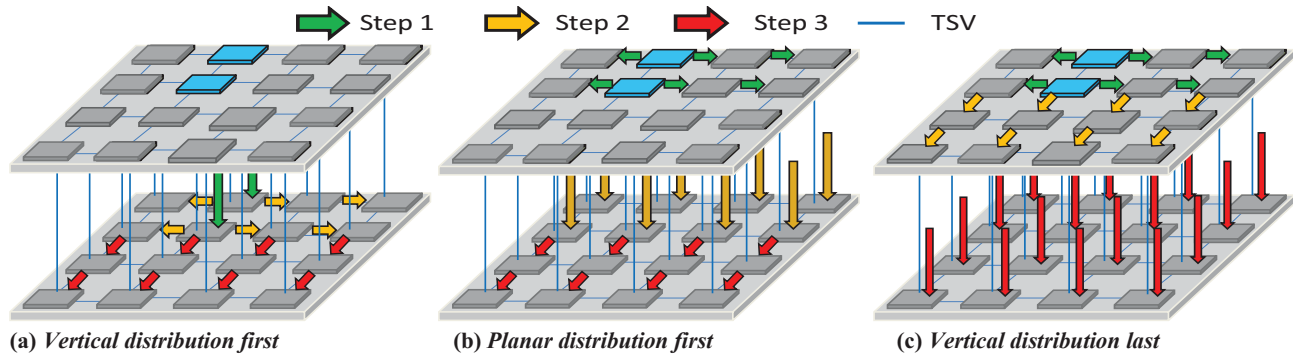 Step 1 Step 2 Step 3 TSV
(a) Vertical distribution first (b) Planar distribution first (c) Vertical distribution last